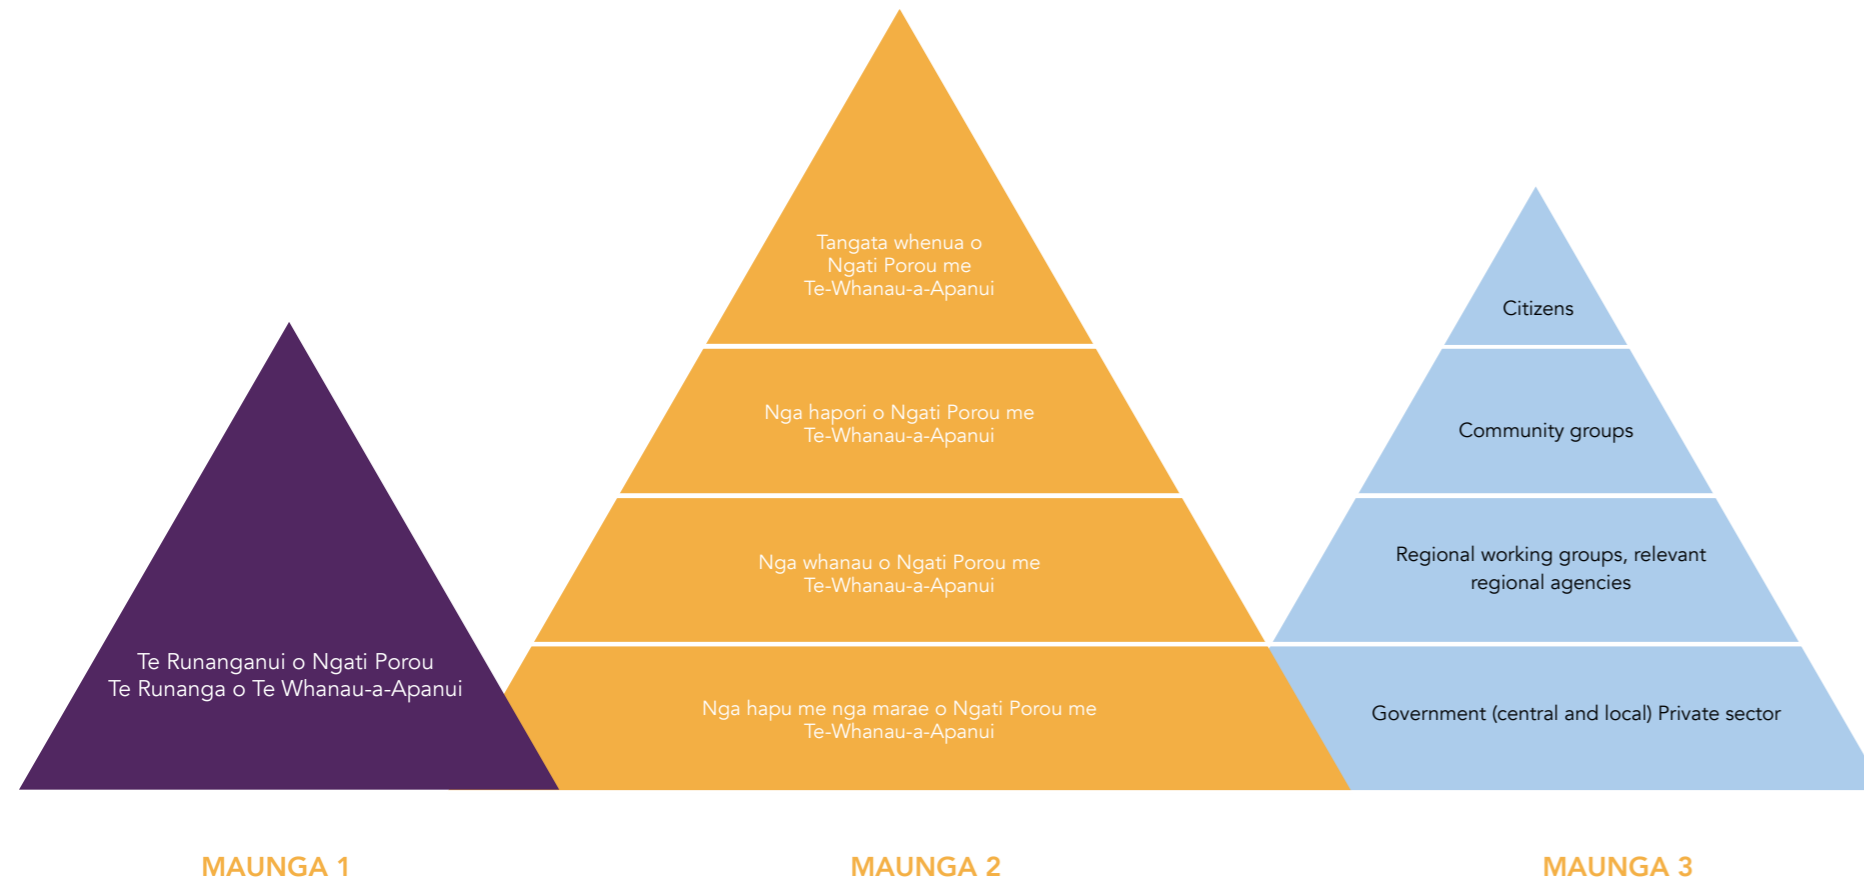 Te Runanganui o Ngati Porou
Te Runanga o Te Whanau-a-Apanui
MAUNGA 1
Tangata whenua o
Ngati Porou me
Te-Whanau-a-Apanui
Nga hapori o Ngati Porou me
Te-Whanau-a-Apanui
Nga whanau o Ngati Porou me
Te-Whanau-a-Apanui
Nga hapu me nga marae o Ngati Porou me
Te-Whanau-a-Apanui
MAUNGA 2
Citizens
Community groups
Regional working groups, relevant
regional agencies
Government (central and local) Private sector
MAUNGA 3